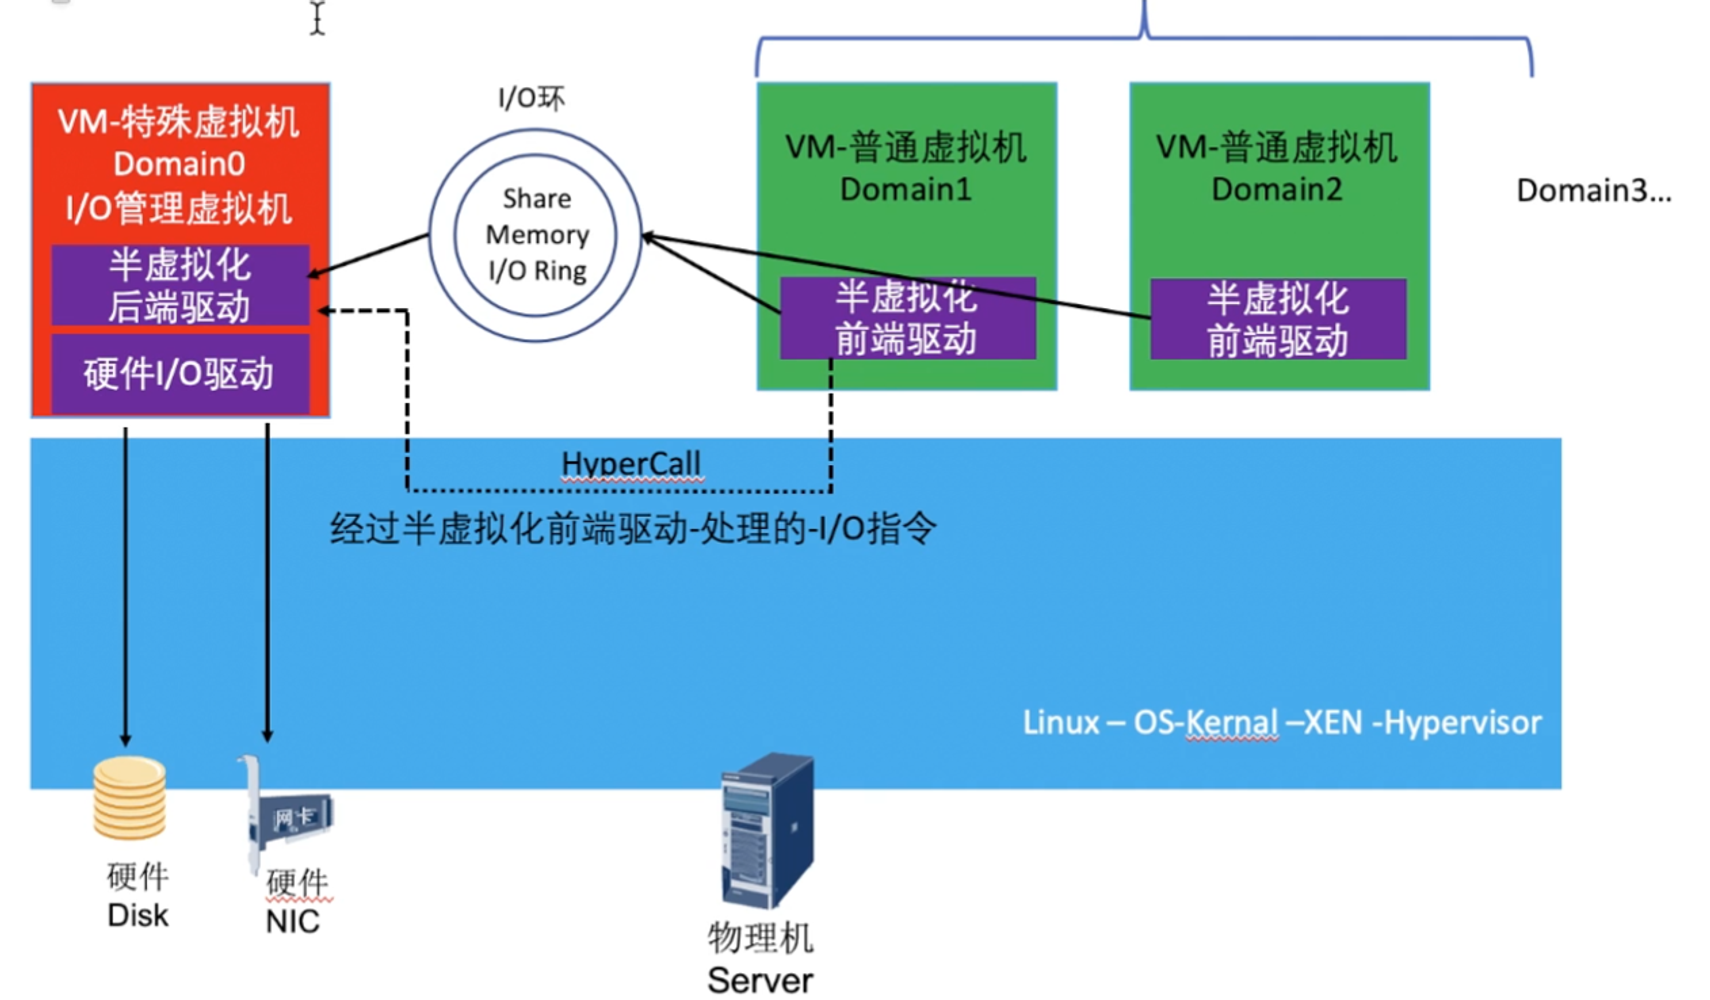 I/O环
VM-特殊虚拟机
Domain0
I/O管理虚拟机
半虚拟化
后端驱动
硬件I/O驱动
Share
Memory
I/O Ring
VM-普通虚拟机
Domain1
半虚拟化
前端驱动
VM-普通虚拟机
Domain2
半虚拟化
前端驱动
Domain3...
HyperCall
经过半虚拟化前端驱动-处理的-I/O指令
Linux – OS-Kernal –XEN -Hypervisor
网卡
硬件
Disk
硬件
NIC
物理机
Server